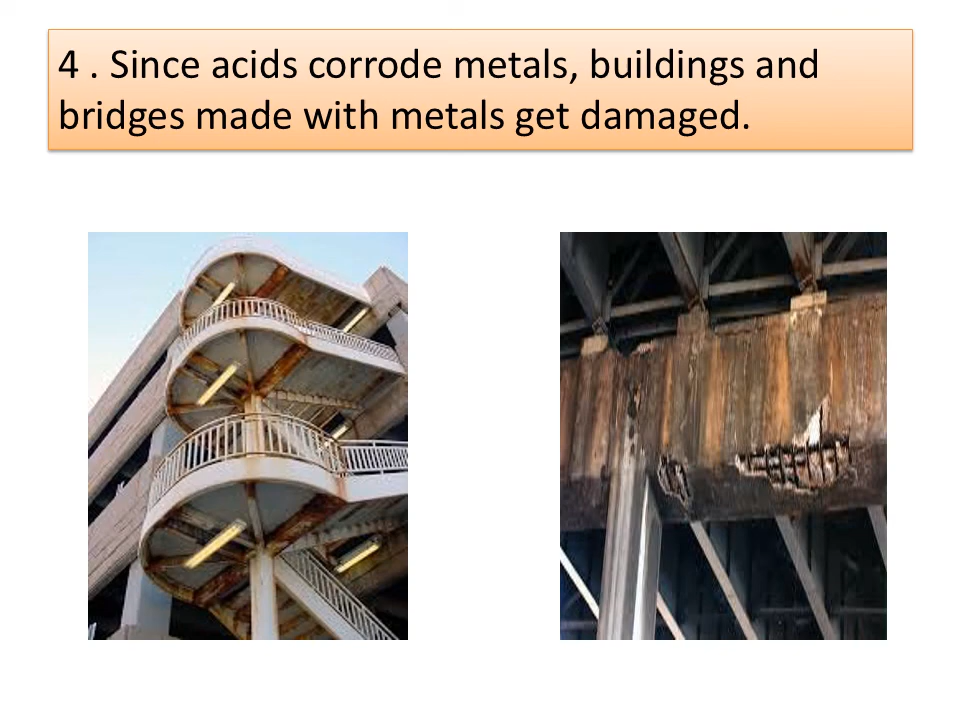 4 . Since acids corrode metals, buildings and
bridges made with metals get damaged.